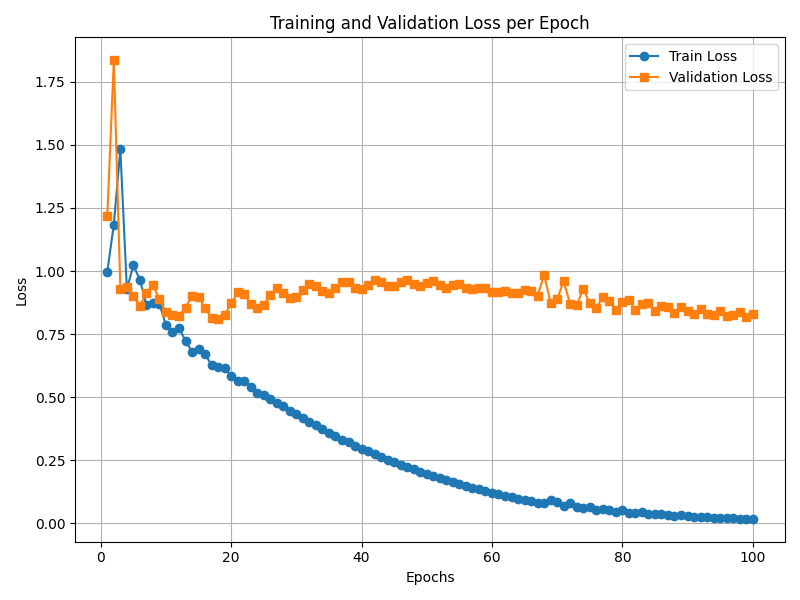 Training and Validation Loss per Epoch
Train Loss
Validation Loss
1.75
1.50
1.25
1.00
0.75
0.50
0.25
0.00
Loss
0 20 40 60 80 100
Epochs